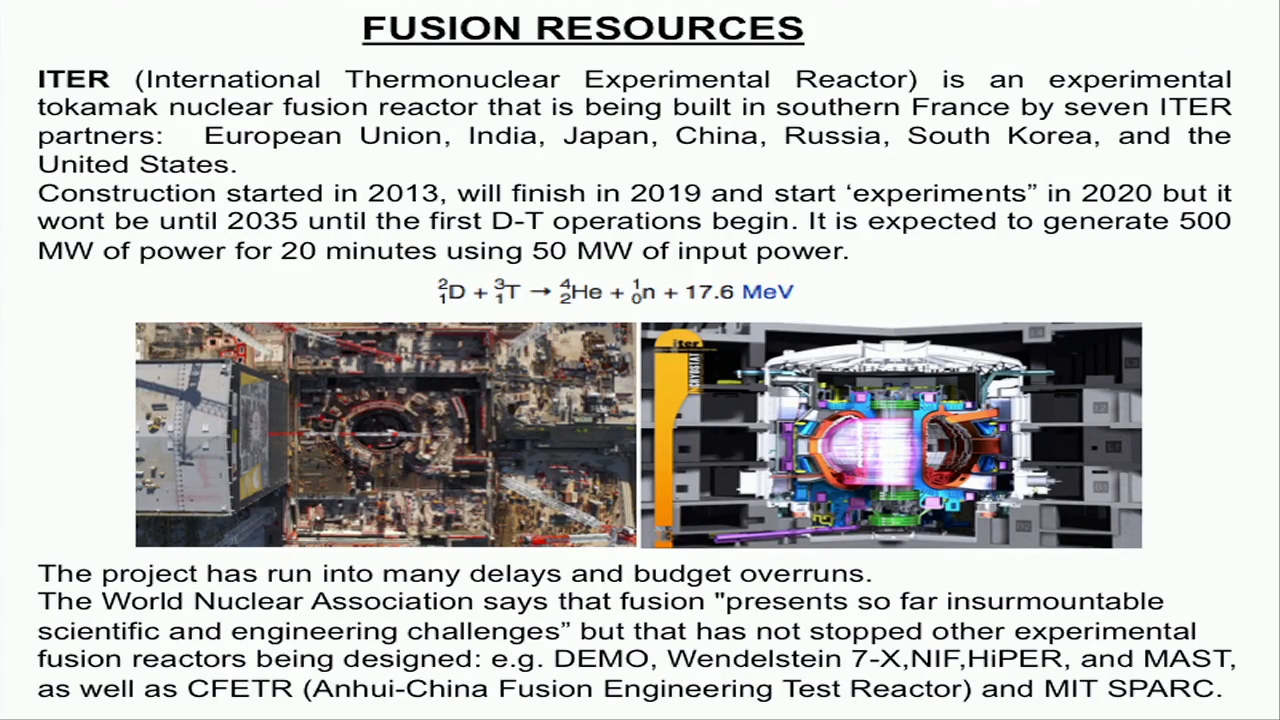 FUSION RESOURCES
ITER (International Thermonuclear Experimental Reactor) is an experimental
tokamak nuclear fusion reactor that is being built in southern France by seven ITER
partners: European Union, India, Japan, China, Russia, South Korea, and the
United States.
Construction started in 2013, will finish in 2019 and start ‘experiments” in 2020 but it
wont be until 2035 until the first D-T operations begin. It is expected to generate 500
MW of power for 20 minutes using 50 MW of input power.
²₁D + ³₁T → ⁴₂He + ¹₀n + 17.6 MeV
iter
CRYOSTAT
The project has run into many delays and budget overruns.
The World Nuclear Association says that fusion "presents so far insurmountable
scientific and engineering challenges” but that has not stopped other experimental
fusion reactors being designed: e.g. DEMO, Wendelstein 7-X,NIF,HiPER, and MAST,
as well as CFETR (Anhui-China Fusion Engineering Test Reactor) and MIT SPARC.